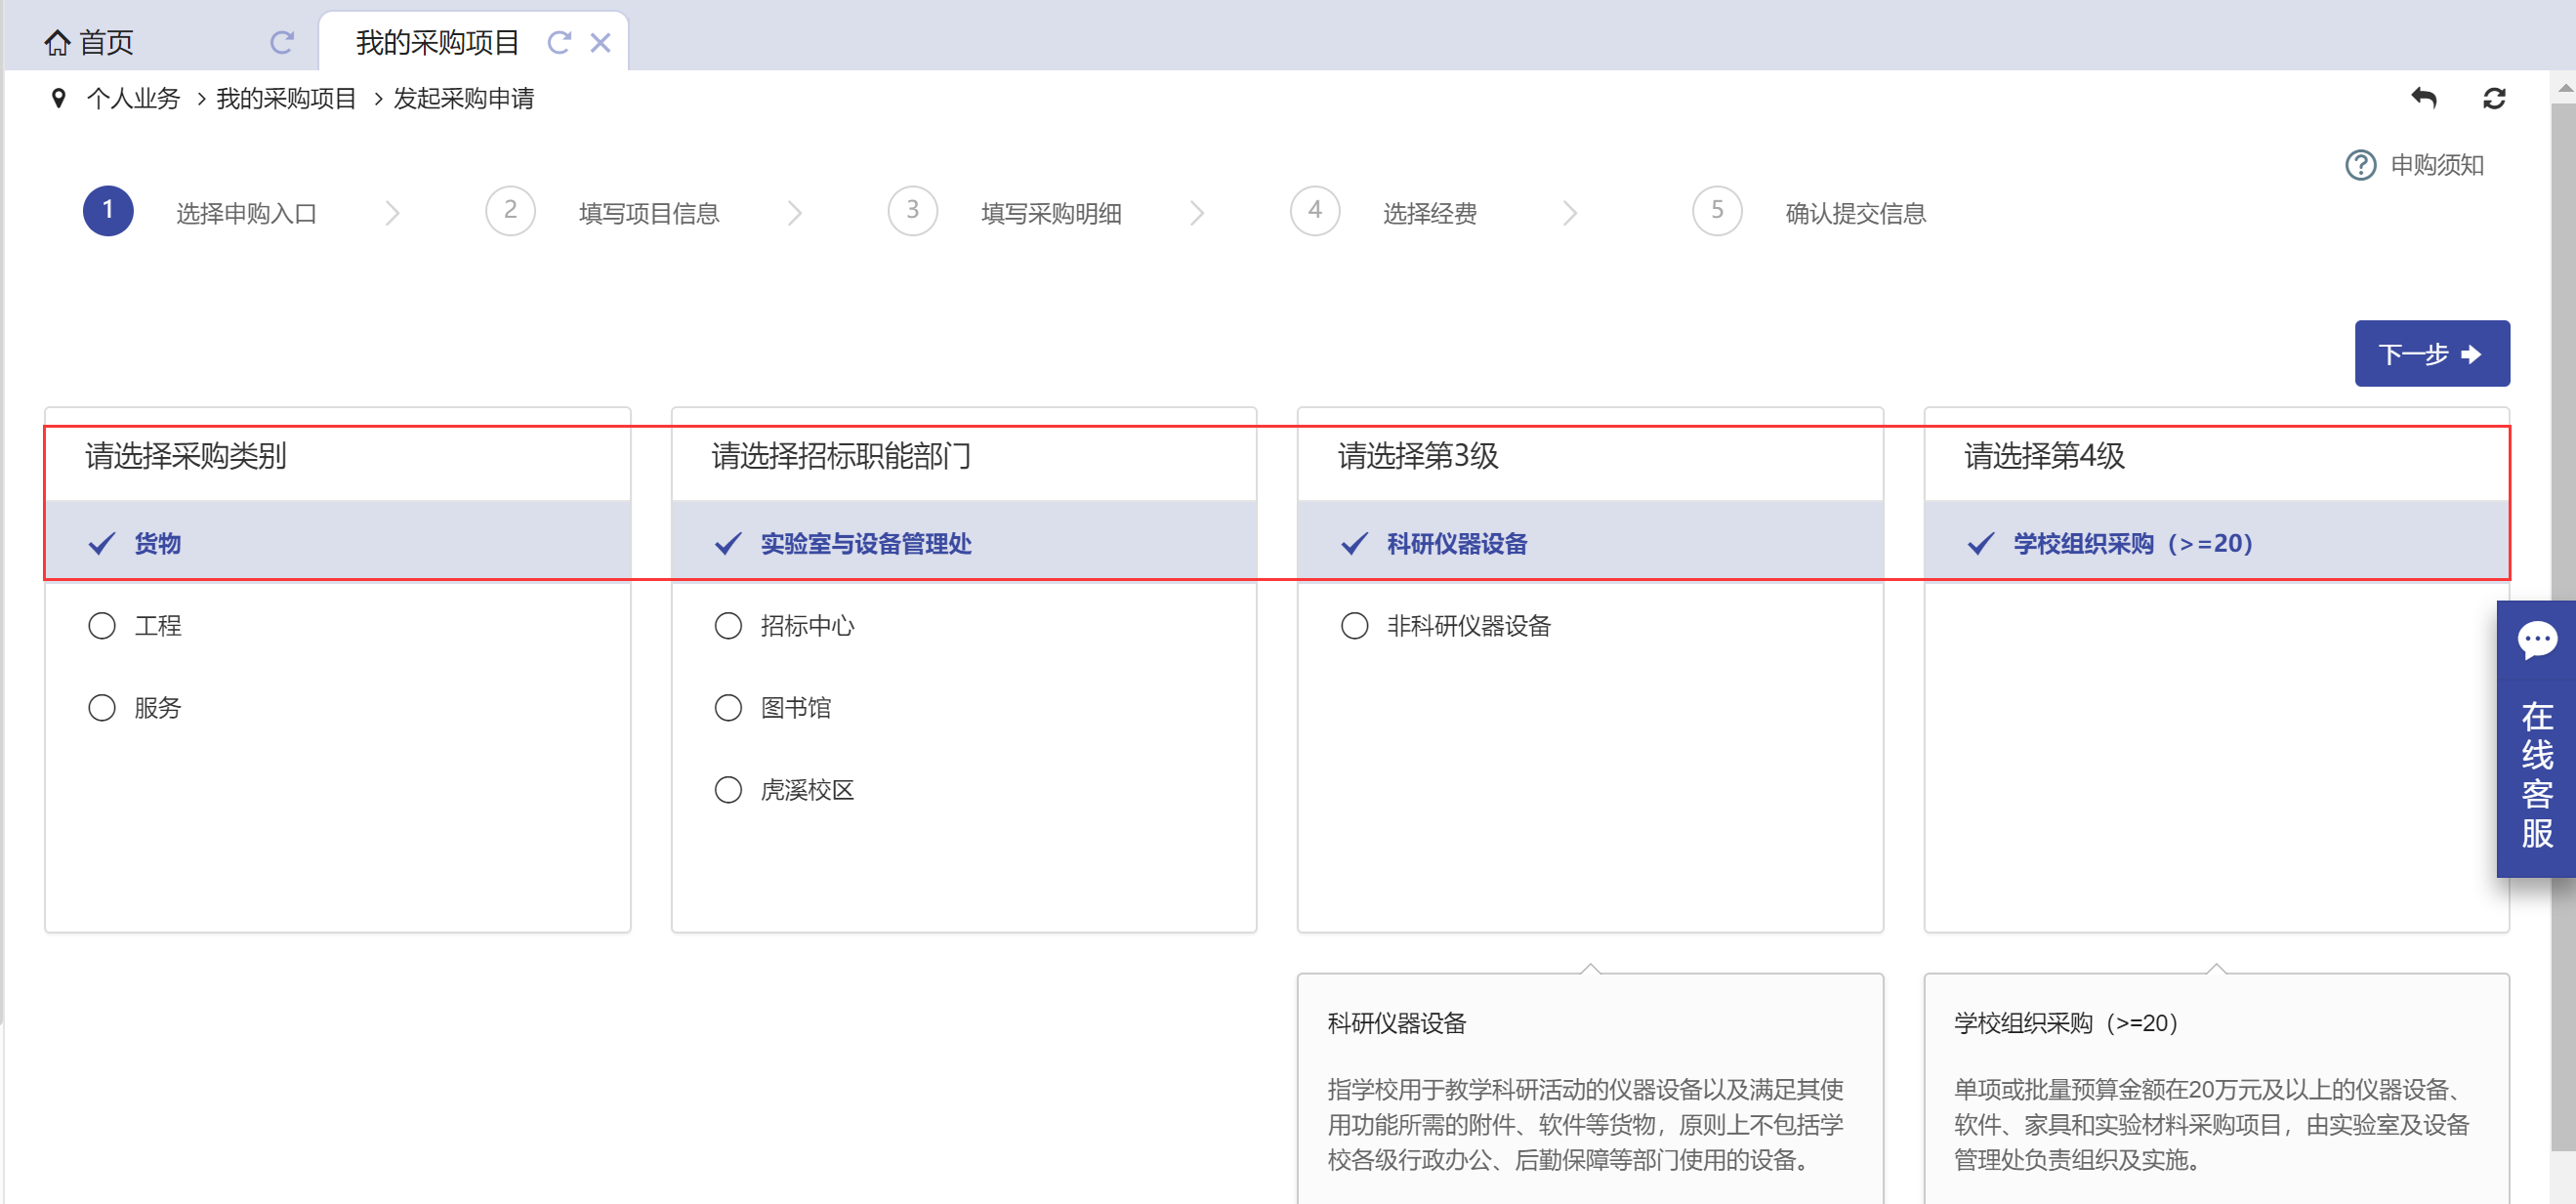 首页
我的采购项目
个人业务 > 我的采购项目 > 发起采购申请
申购须知
1 选择申购入口
2 填写项目信息
3 填写采购明细
4 选择经费
5 确认提交信息
下一步
请选择采购类别
货物
工程
服务
请选择招标职能部门
实验室与设备管理处
招标中心
图书馆
虎溪校区
请选择第3级
科研仪器设备
非科研仪器设备
请选择第4级
学校组织采购（>=20）
在线客服
科研仪器设备
指学校用于教学科研活动的仪器设备以及满足其使
用功能所需的附件、软件等货物，原则上不包括学
校各级行政办公、后勤保障等部门使用的设备。
学校组织采购（>=20）
单项或批量预算金额在20万元及以上的仪器设备、
软件、家具和实验材料采购项目，由实验室及设备
管理处负责组织及实施。